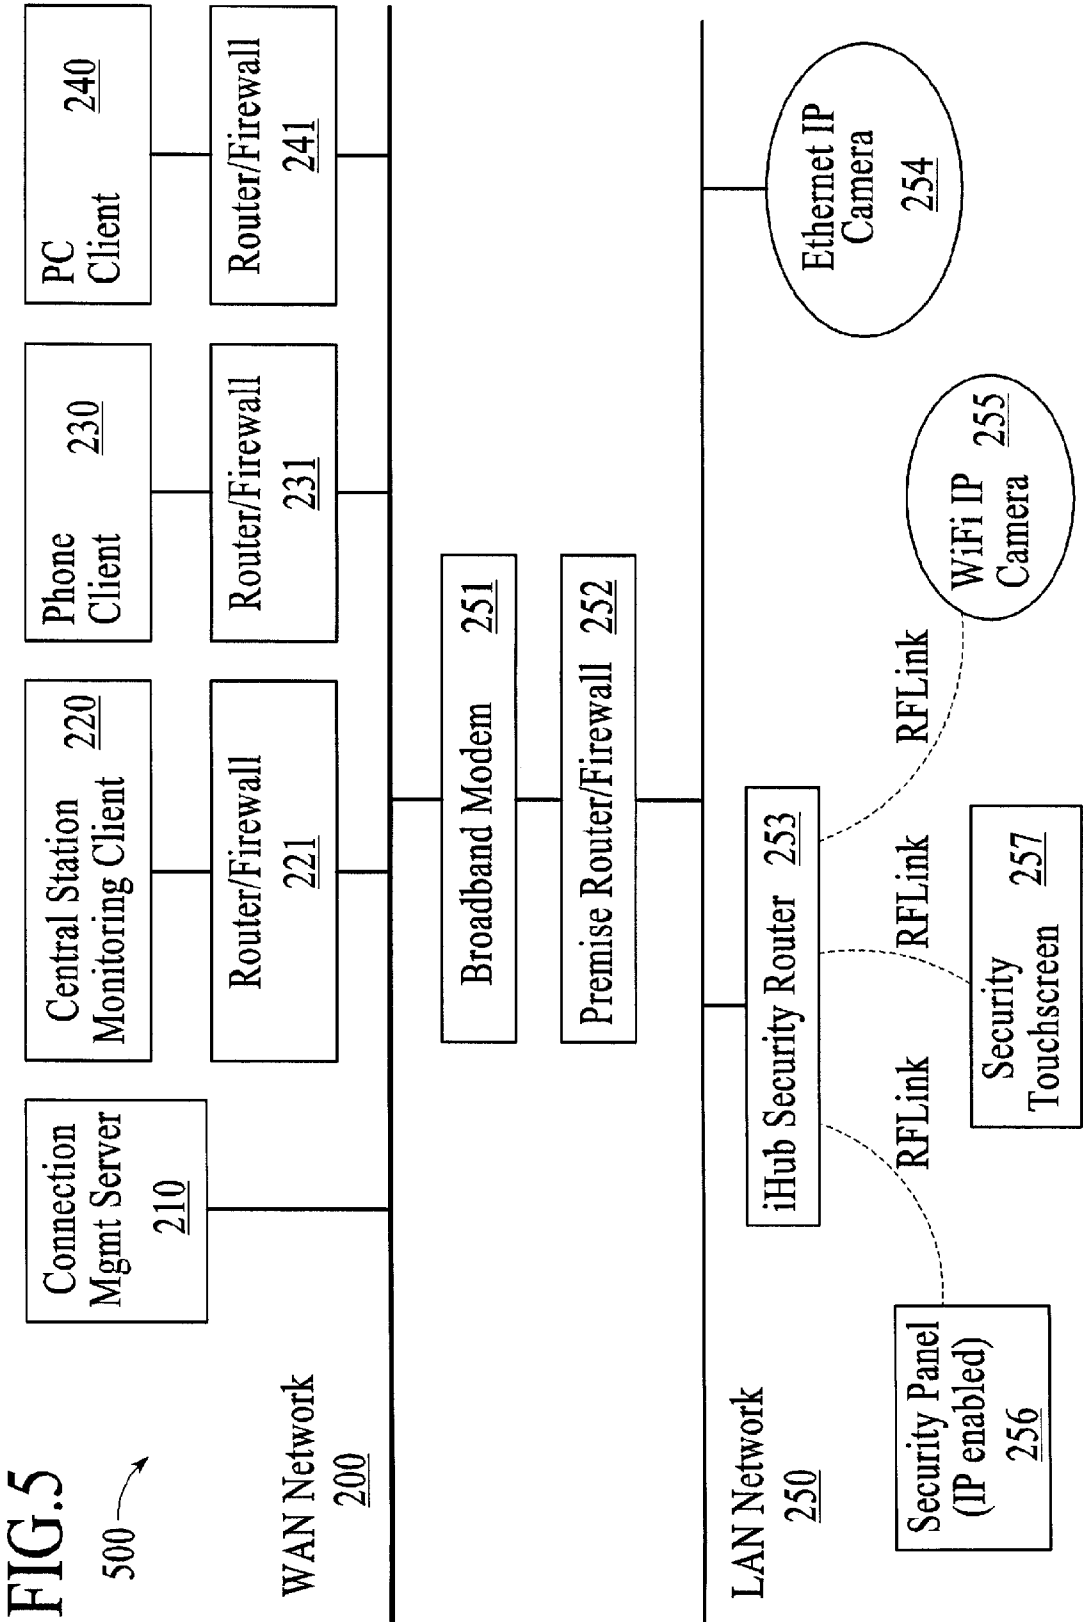 FIG.5
500
Connection
Mgmt Server
210
Central Station
Monitoring Client 220
Phone
Client 230
PC
Client 240
Router/Firewall
221
Router/Firewall
231
Router/Firewall
241
WAN Network
200
Broadband Modem 251
Premise Router/Firewall 252
LAN Network
250
iHub Security Router 253
Ethernet IP
Camera
254
RFLink
RFLink
RFLink
Security Panel
(IP enabled)
256
Security
Touchscreen 257
WiFi IP
Camera 255